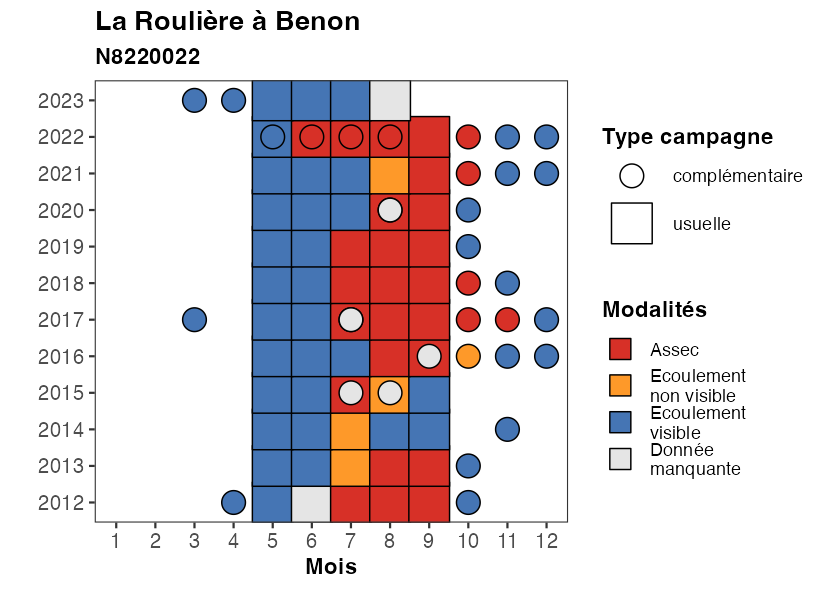 La Roulière à Benon
N8220022
2023
2022
2021
2020
2019
2018
2017
2016
2015
2014
2013
2012
1 2 3 4 5 6 7 8 9 10 11 12
Mois
Type campagne
complémentaire
usuelle
Modalités
Assec
Ecoulement
non visible
Ecoulement
visible
Donnée
manquante